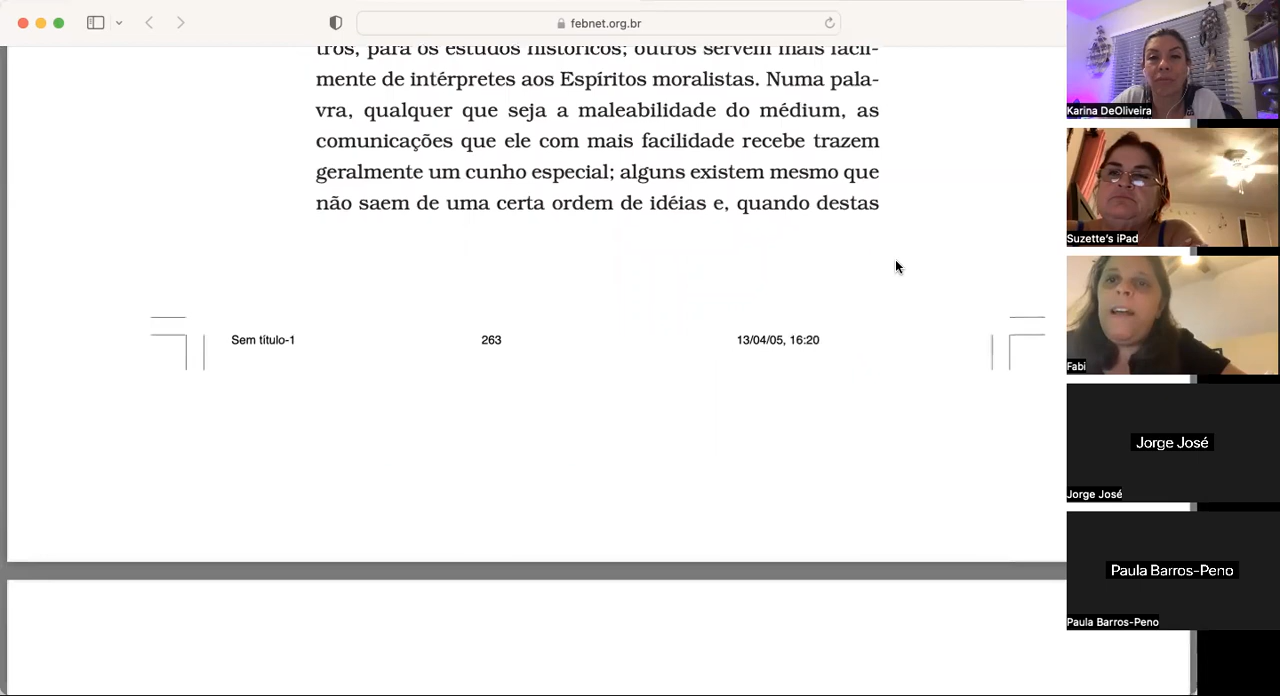 febnet.org.br
tros, para os estudos históricos; outros servem mais facil-
mente de intérpretes aos Espíritos moralistas. Numa pala-
vra, qualquer que seja a maleabilidade do médium, as
comunicações que ele com mais facilidade recebe trazem
geralmente um cunho especial; alguns existem mesmo que
não saem de uma certa ordem de idéias e, quando destas
Sem título-1 263 13/04/05, 16:20
Karina DeOliveira
Suzette's iPad
Fabi
Jorge José
Jorge José
Paula Barros-Peno
Paula Barros-Peno